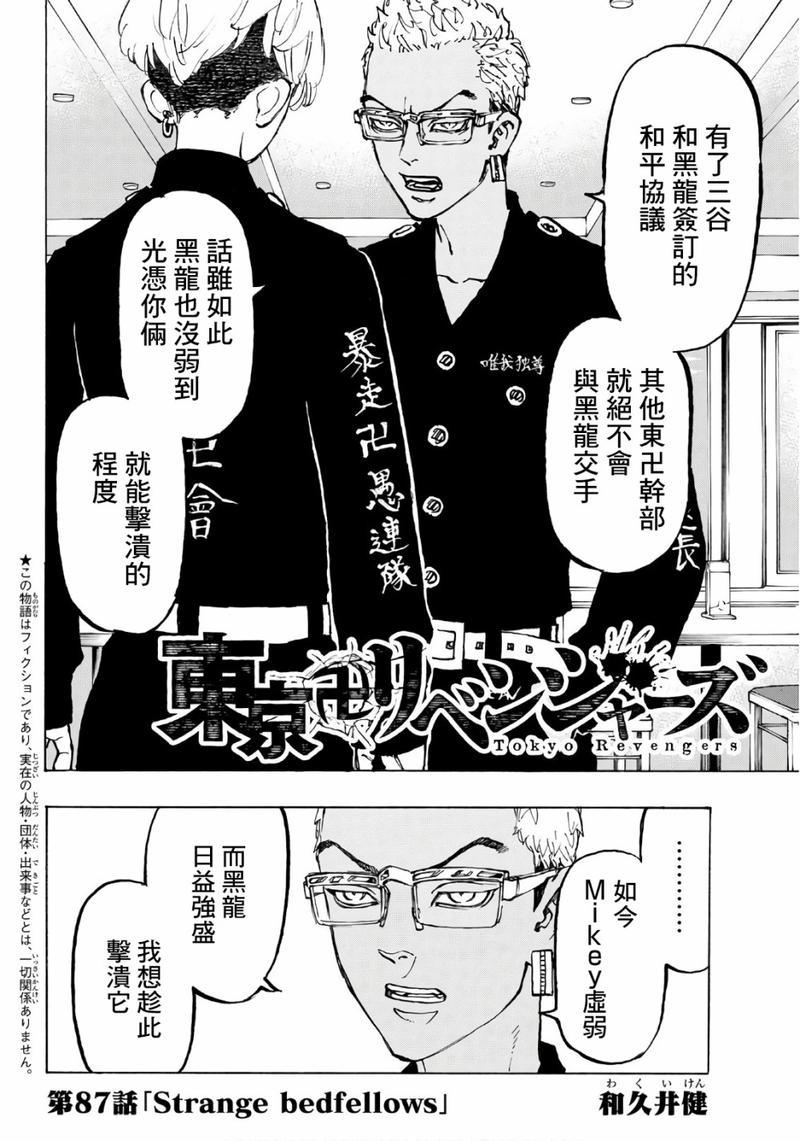 有了三谷
和黑龍簽訂的
和平協議
其他東卍幹部
就絕不會
與黑龍交手
話雖如此
黑龍也沒弱到
光憑你倆
就能擊潰的
程度
唯我独尊
暴走卍愚連隊
會
長
東京卍リベンジャーズ
Tokyo Revengers
………
如今
Mikey虛弱
而黑龍
日益強盛
我想趁此
擊潰它
★この物語はフィクションであり、実在の人物・団体・出来事などとは、一切関係ありません。
第87話「Strange bedfellows」
和久井健